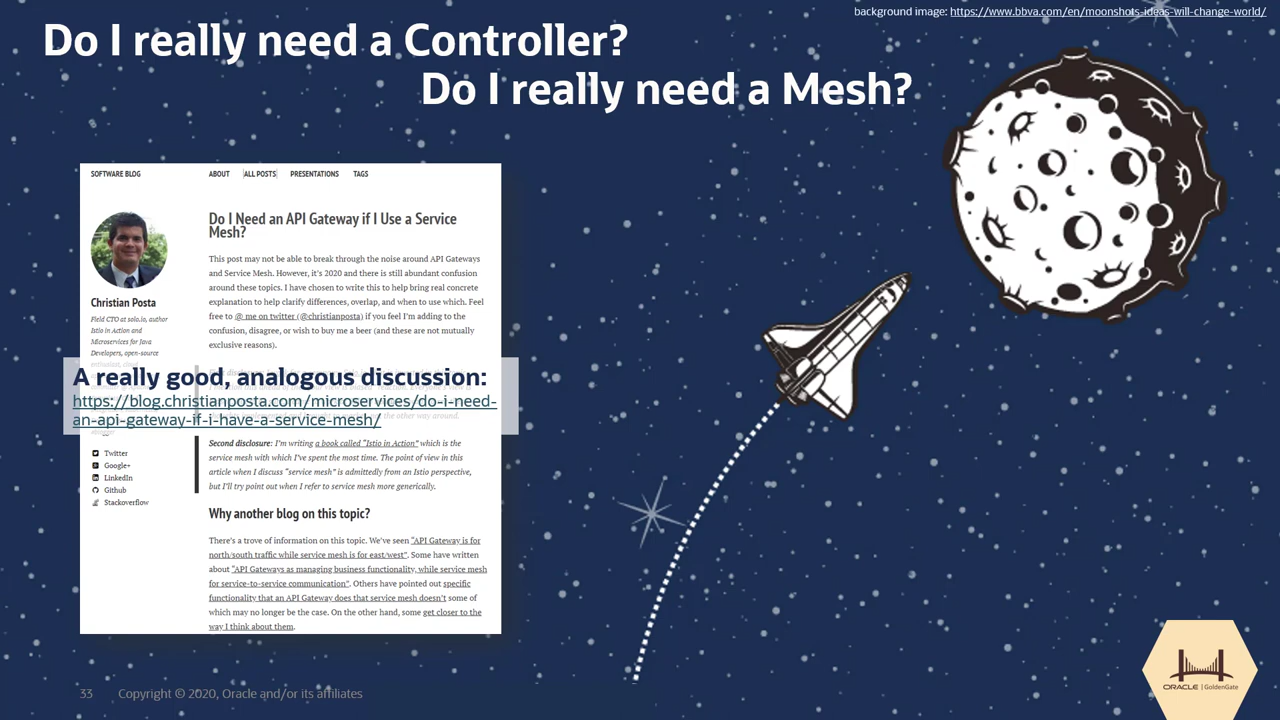 background image: https://www.bbva.com/en/moonshots-ideas-will-change-world/
Do I really need a Controller?
Do I really need a Mesh?
SOFTWARE BLOG
ABOUT
ALL POSTS
PRESENTATIONS
TAGS
Christian Posta
Field CTO at solo.io, author
Istio in Action and
Microservices for Java
Developers, open-source
Twitter
Google+
LinkedIn
Github
Stackoverflow
Do I Need an API Gateway if I Use a Service
Mesh?
This post may not be able to break through the noise around API Gateways
and Service Mesh. However, it's 2020 and there is still abundant confusion
around these topics. I have chosen to write this to help bring real concrete
explanation to help clarify differences, overlap, and when to use which. Feel
free to @ me on twitter (@christianposta) if you feel I'm adding to the
confusion, disagree, or wish to buy me a beer (and these are not mutually
exclusive reasons).
A really good, analogous discussion:
https://blog.christianposta.com/microservices/do-i-need-
an-api-gateway-if-i-have-a-service-mesh/
the other way around.
Second disclosure: I'm writing a book called "Istio in Action" which is the
service mesh with which I've spent the most time. The point of view in this
article when I discuss "service mesh" is admittedly from an Istio perspective,
but I'll try point out when I refer to service mesh more generically.
Why another blog on this topic?
There's a trove of information on this topic. We've seen "API Gateway is for
north/south traffic while service mesh is for east/west". Some have written
about "API Gateways as managing business functionality, while service mesh
for service-to-service communication". Others have pointed out specific
functionality that an API Gateway does that service mesh doesn't some of
which may no longer be the case. On the other hand, some get closer to the
way I think about them.
33
Copyright © 2020, Oracle and/or its affiliates
ORACLE | GoldenGate